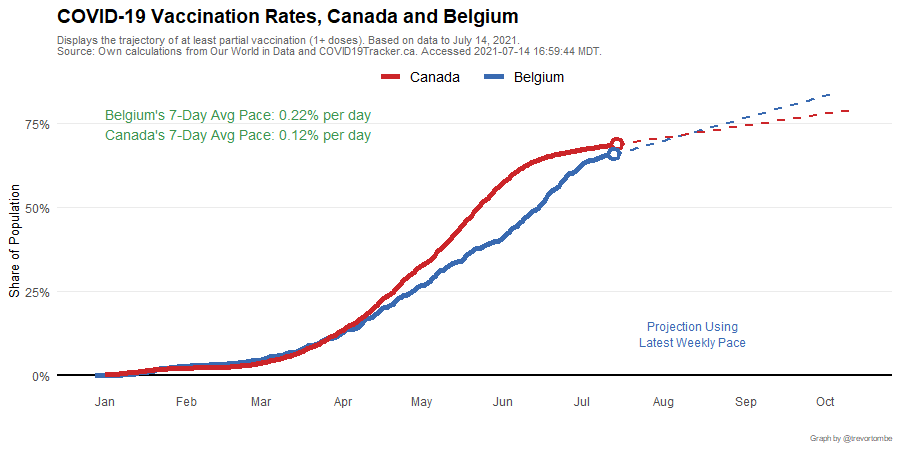 COVID-19 Vaccination Rates, Canada and Belgium
Displays the trajectory of at least partial vaccination (1+ doses). Based on data to July 14, 2021.
Source: Own calculations from Our World in Data and COVID19Tracker.ca. Accessed 2021-07-14 16:59:44 MDT.
Canada Belgium
Belgium's 7-Day Avg Pace: 0.22% per day
Canada's 7-Day Avg Pace: 0.12% per day
75%
50%
25%
0%
Share of Population
Projection Using
Latest Weekly Pace
Jan Feb Mar Apr May Jun Jul Aug Sep Oct
Graph by @trevortombe